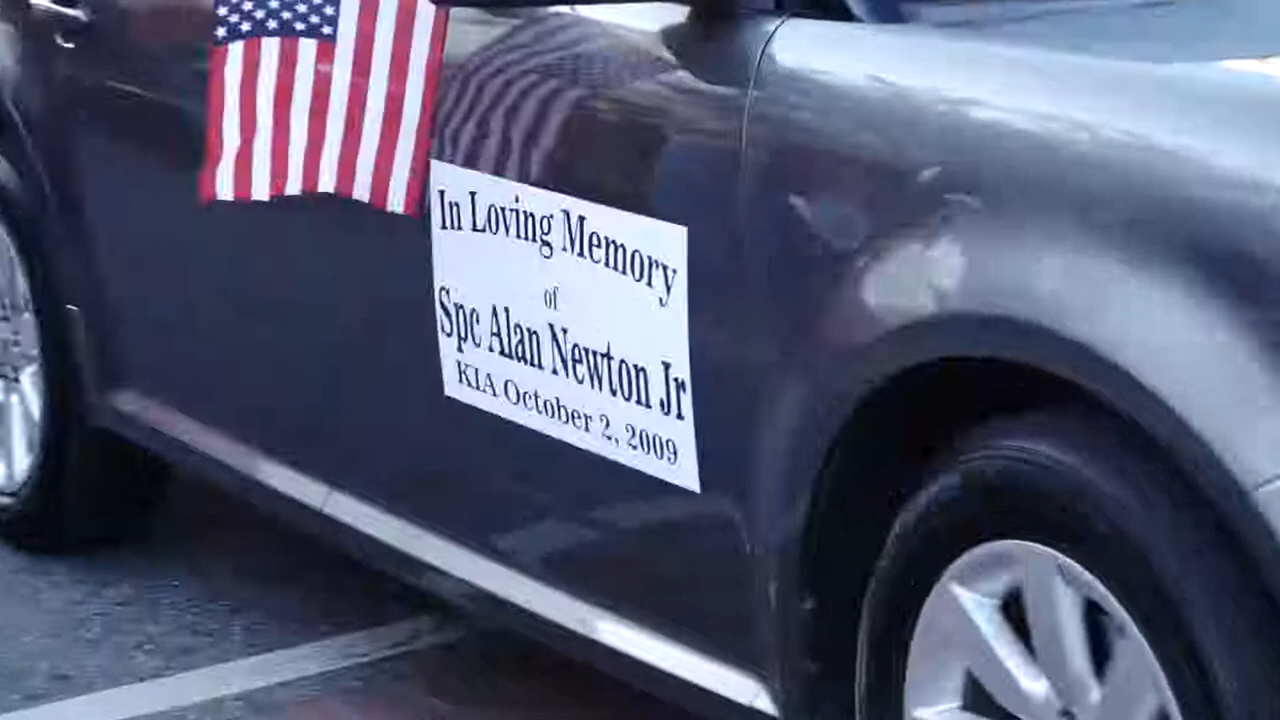 In Loving Memory
of
Spc Alan Newton Jr
KIA October 2, 2009